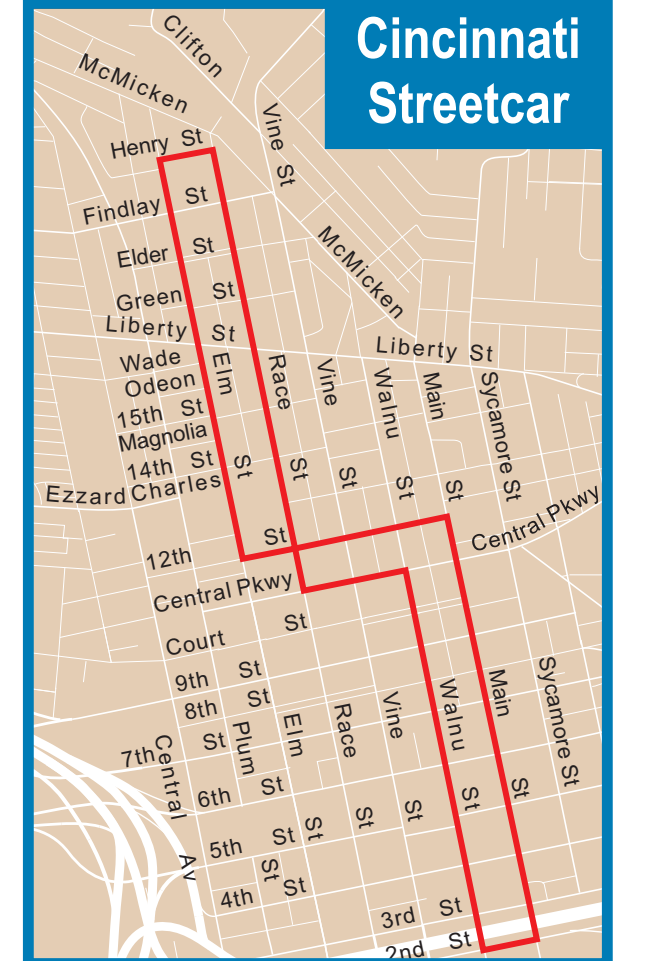 Cincinnati
Streetcar
Clifton
McMicken
Vine St
Henry St
Findlay St
McMicken
Elder St
Green St
Liberty St
Liberty St
Wade
Odeon
15th St
Magnolia
14th St
Ezzard Charles
Elm St
Race St
Vine St
Walnu St
Main St
Sycamore St
12th St
Central Pkwy
Central Pkwy
Court St
9th St
8th St
7th St
6th St
5th St
4th St
3rd St
2nd St
Central Av
Plum St
Elm St
Race St
Vine St
Walnu St
Main St
Sycamore St